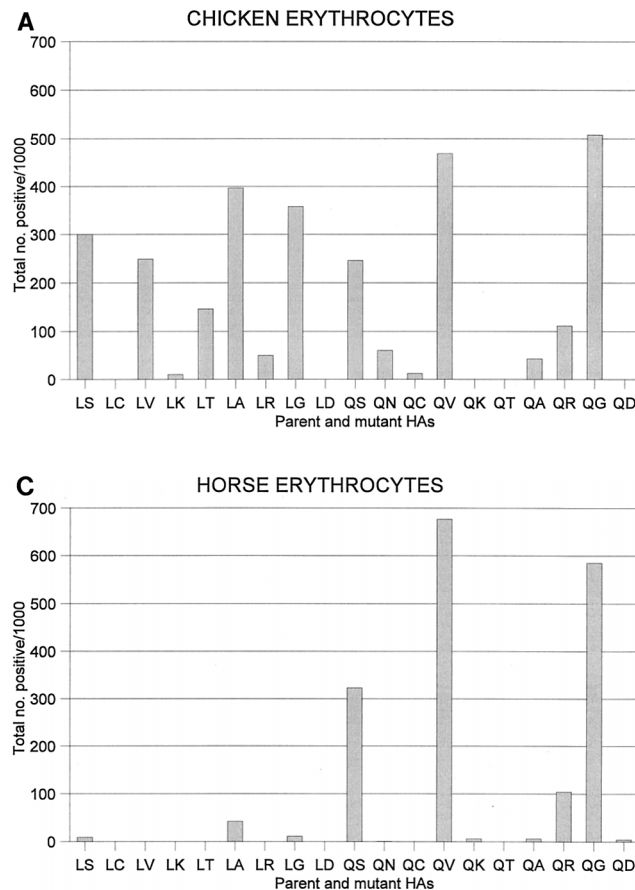 A
CHICKEN ERYTHROCYTES
Total no. positive/1000
700
600
500
400
300
200
100
0
LS LC LV LK LT LA LR LG LD QS QN QC QV QK QT QA QR QG QD
Parent and mutant HAs
C
HORSE ERYTHROCYTES
Total no. positive/1000
700
600
500
400
300
200
100
0
LS LC LV LK LT LA LR LG LD QS QN QC QV QK QT QA QR QG QD
Parent and mutant HAs